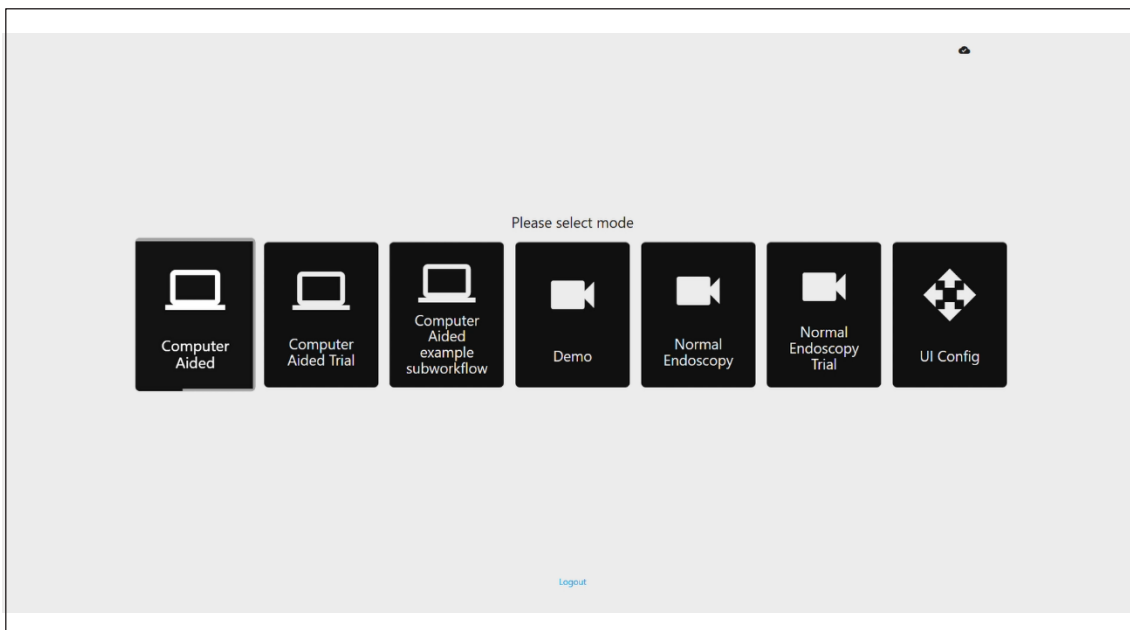 Please select mode
Computer
Aided
Computer
Aided Trial
Computer
Aided
example
subworkflow
Demo
Normal
Endoscopy
Normal
Endoscopy
Trial
UI Config
Logout